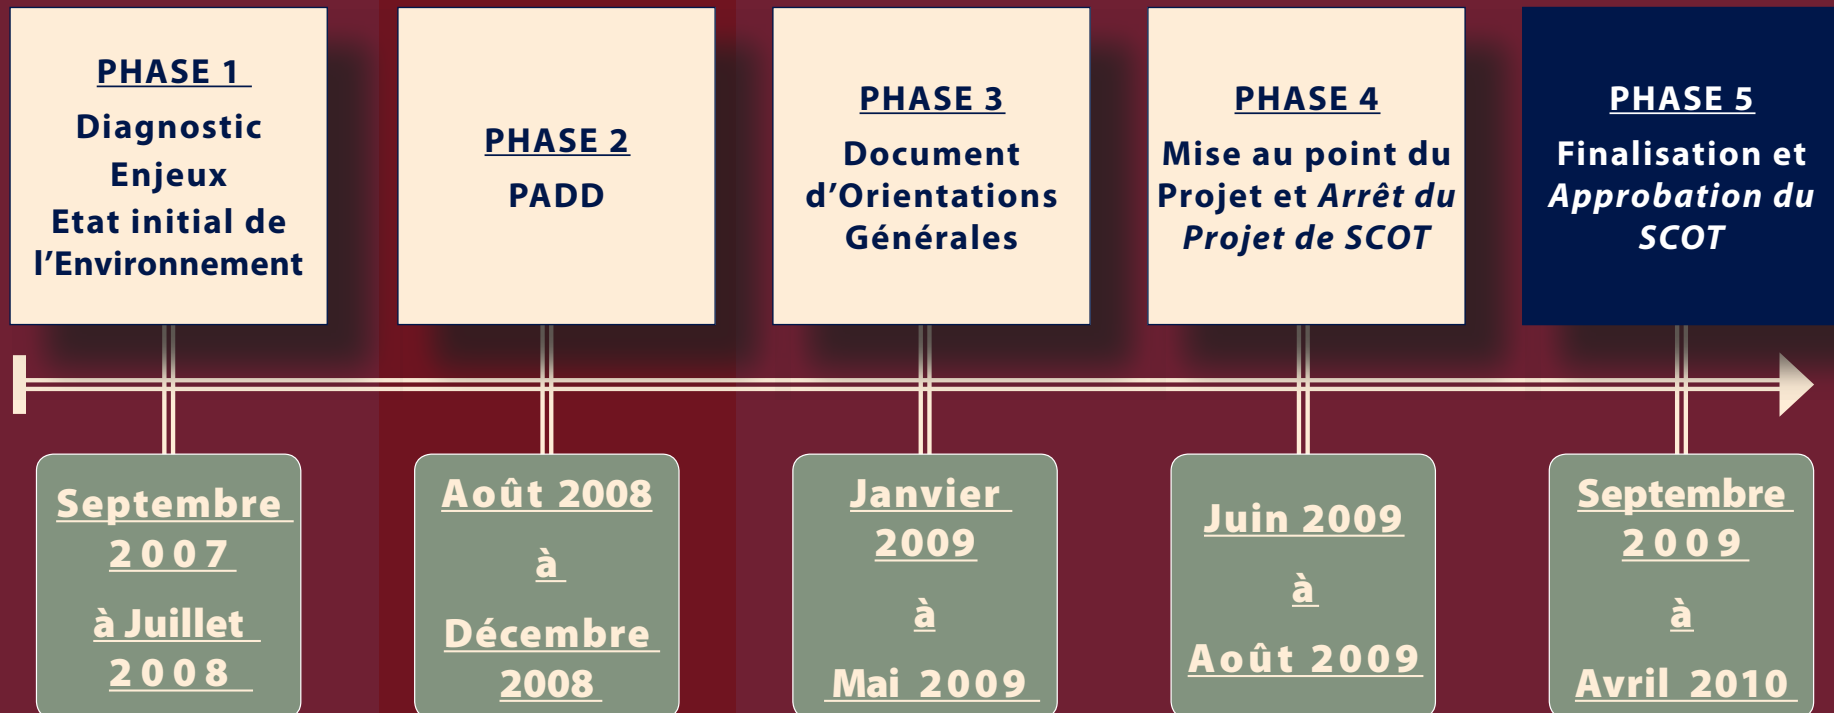 PHASE 1
Diagnostic
Enjeux
Etat initial de
l’Environnement
PHASE 2
PADD
PHASE 3
Document
d’Orientations
Générales
PHASE 4
Mise au point du
Projet et Arrêt du
Projet de SCOT
PHASE 5
Finalisation et
Approbation du
SCOT
Septembre
2007
à Juillet
2008
Août 2008
à
Décembre
2008
Janvier
2009
à
Mai 2009
Juin 2009
à
Août 2009
Septembre
2009
à
Avril 2010